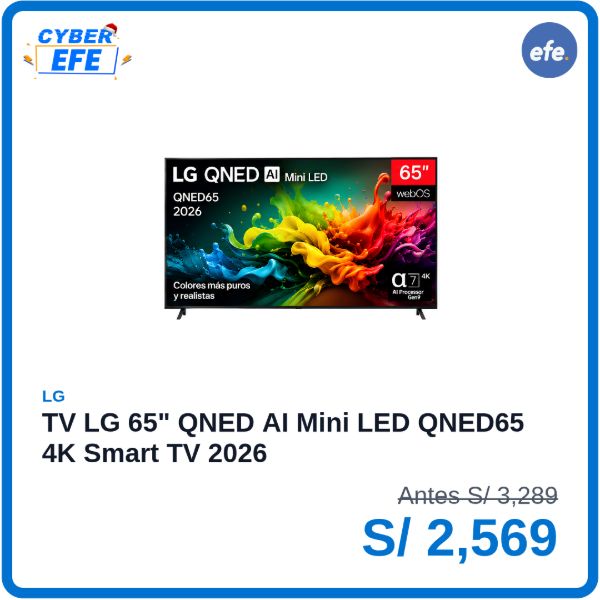 CYBER
EFE
efe.
LG QNED AI Mini LED
65"
webOS
QNED65
2026
Colores más puros
y realistas
α7 4K
AI Processor
Gen9
LG
TV LG 65" QNED AI Mini LED QNED65
4K Smart TV 2026
Antes S/ 3,289
S/ 2,569